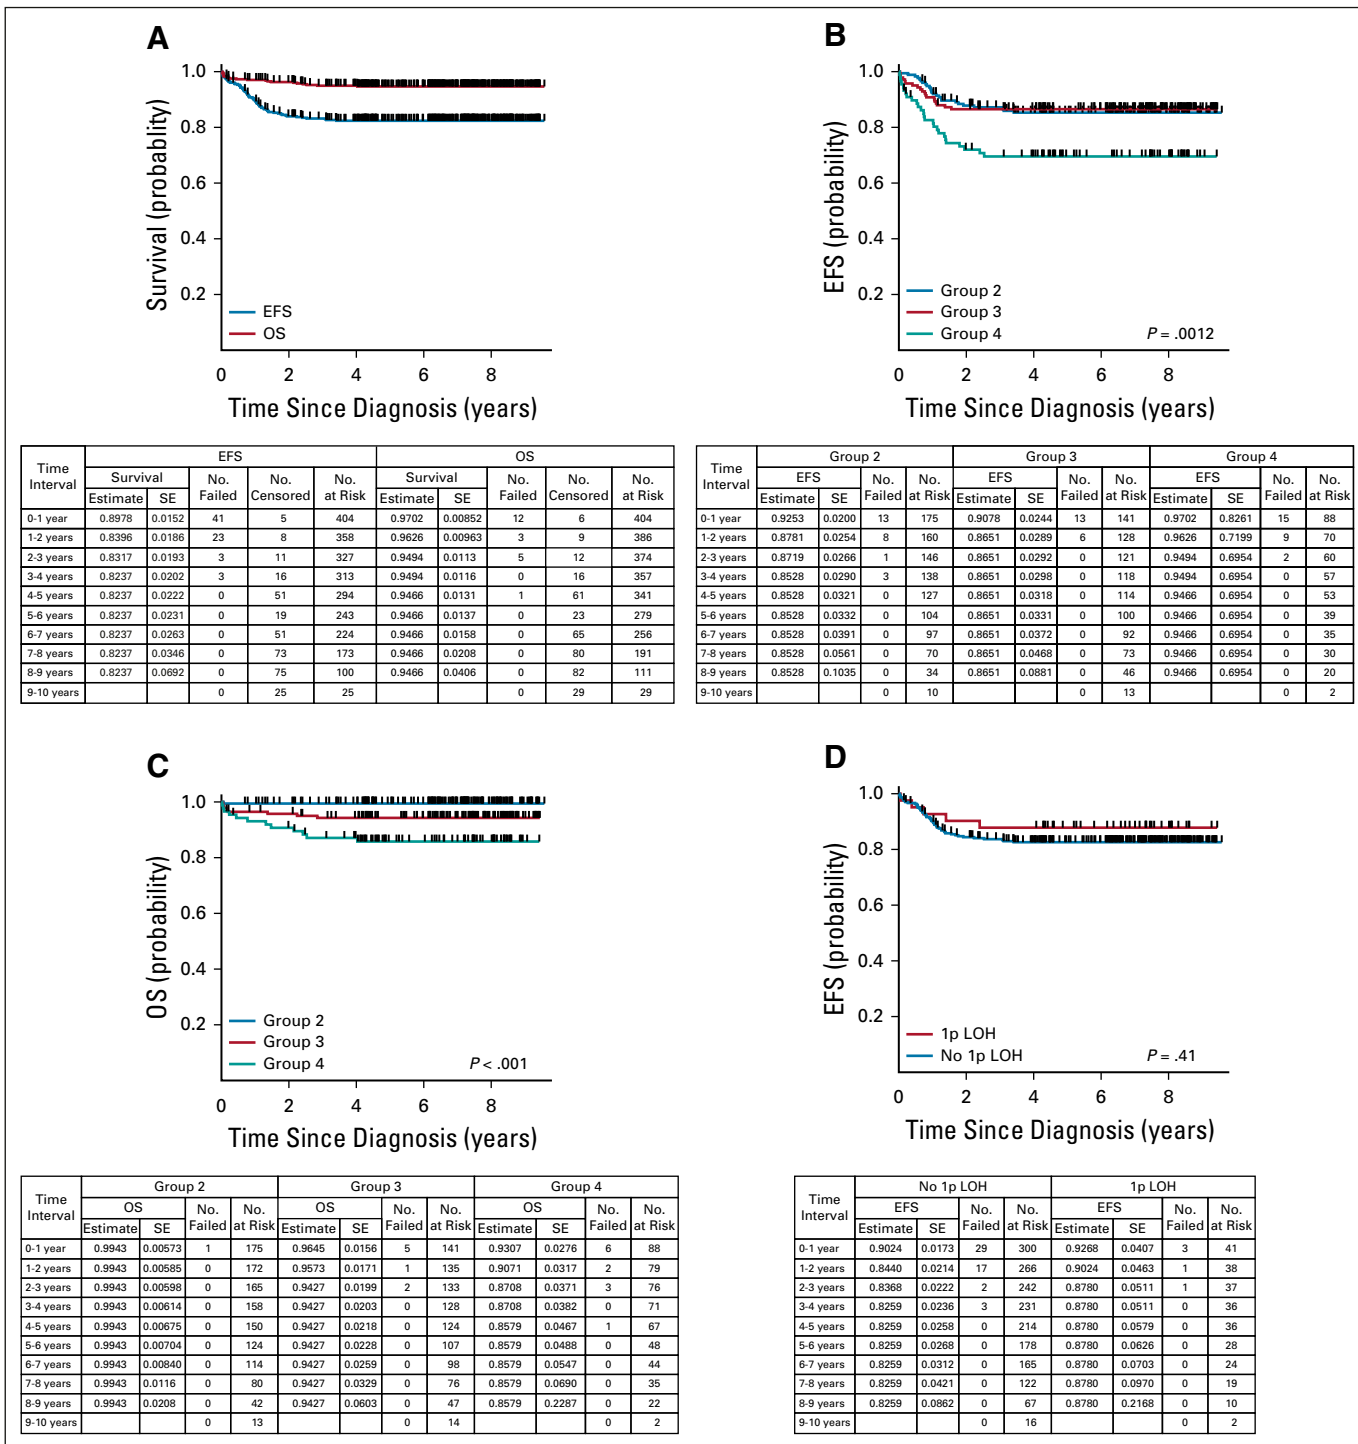 A
1.0
0.8
0.6
0.4
0.2
Survival (probablity)
EFS
OS
0 2 4 6 8
Time Since Diagnosis (years)
Time Interval EFS OS
Survival No. Failed No. Censored No. at Risk Survival No. Failed No. Censored No. at Risk
Estimate SE Estimate SE
0-1 year 0.8978 0.0152 41 5 404 0.9702 0.00852 12 6 404
1-2 years 0.8396 0.0186 23 8 358 0.9626 0.00963 3 9 386
2-3 years 0.8317 0.0193 3 11 327 0.9494 0.0113 5 12 374
3-4 years 0.8237 0.0202 3 16 313 0.9494 0.0116 0 16 357
4-5 years 0.8237 0.0222 0 51 294 0.9466 0.0131 1 61 341
5-6 years 0.8237 0.0231 0 19 243 0.9466 0.0137 0 23 279
6-7 years 0.8237 0.0263 0 51 224 0.9466 0.0158 0 65 256
7-8 years 0.8237 0.0346 0 73 173 0.9466 0.0208 0 80 191
8-9 years 0.8237 0.0692 0 75 100 0.9466 0.0406 0 82 111
9-10 years 0 25 25 0 29 29
B
1.0
0.8
0.6
0.4
0.2
EFS (probability)
Group 2
Group 3
Group 4
P = .0012
0 2 4 6 8
Time Since Diagnosis (years)
Time Interval Group 2 Group 3 Group 4
EFS No. Failed No. at Risk EFS No. Failed No. at Risk EFS No. Failed No. at Risk
Estimate SE Estimate SE Estimate SE
0-1 year 0.9253 0.0200 13 175 0.9078 0.0244 13 141 0.9702 0.8261 15 88
1-2 years 0.8781 0.0254 8 160 0.8651 0.0289 6 128 0.9626 0.7199 9 70
2-3 years 0.8719 0.0266 1 146 0.8651 0.0292 0 121 0.9494 0.6954 2 60
3-4 years 0.8528 0.0290 3 138 0.8651 0.0298 0 118 0.9494 0.6954 0 57
4-5 years 0.8528 0.0321 0 127 0.8651 0.0318 0 114 0.9466 0.6954 0 53
5-6 years 0.8528 0.0332 0 104 0.8651 0.0331 0 100 0.9466 0.6954 0 39
6-7 years 0.8528 0.0391 0 97 0.8651 0.0372 0 92 0.9466 0.6954 0 35
7-8 years 0.8528 0.0561 0 70 0.8651 0.0468 0 73 0.9466 0.6954 0 30
8-9 years 0.8528 0.1035 0 34 0.8651 0.0881 0 46 0.9466 0.6954 0 20
9-10 years 0 10 0 13 0 2
C
1.0
0.8
0.6
0.4
0.2
OS (probability)
Group 2
Group 3
Group 4
P < .001
0 2 4 6 8
Time Since Diagnosis (years)
Time Interval Group 2 Group 3 Group 4
OS No. Failed No. at Risk OS No. Failed No. at Risk OS No. Failed No. at Risk
Estimate SE Estimate SE Estimate SE
0-1 year 0.9943 0.00573 1 175 0.9645 0.0156 5 141 0.9307 0.0276 6 88
1-2 years 0.9943 0.00585 0 172 0.9573 0.0171 1 135 0.9071 0.0317 2 79
2-3 years 0.9943 0.00598 0 165 0.9427 0.0199 2 133 0.8708 0.0371 3 76
3-4 years 0.9943 0.00614 0 158 0.9427 0.0203 0 128 0.8708 0.0382 0 71
4-5 years 0.9943 0.00675 0 150 0.9427 0.0218 0 124 0.8579 0.0467 1 67
5-6 years 0.9943 0.00704 0 124 0.9427 0.0228 0 107 0.8579 0.0488 0 48
6-7 years 0.9943 0.00840 0 114 0.9427 0.0259 0 98 0.8579 0.0547 0 44
7-8 years 0.9943 0.0116 0 80 0.9427 0.0329 0 76 0.8579 0.0690 0 35
8-9 years 0.9943 0.0208 0 42 0.9427 0.0603 0 47 0.8579 0.2287 0 22
9-10 years 0 13 0 14 0 2
D
1.0
0.8
0.6
0.4
0.2
EFS (probability)
1p LOH
No 1p LOH
P = .41
0 2 4 6 8
Time Since Diagnosis (years)
Time Interval No 1p LOH 1p LOH
EFS No. Failed No. at Risk EFS No. Failed No. at Risk
Estimate SE Estimate SE
0-1 year 0.9024 0.0173 29 300 0.9268 0.0407 3 41
1-2 years 0.8440 0.0214 17 266 0.9024 0.0463 1 38
2-3 years 0.8368 0.0222 2 242 0.8780 0.0511 1 37
3-4 years 0.8259 0.0236 3 231 0.8780 0.0511 0 36
4-5 years 0.8259 0.0258 0 214 0.8780 0.0579 0 36
5-6 years 0.8259 0.0268 0 178 0.8780 0.0626 0 28
6-7 years 0.8259 0.0312 0 165 0.8780 0.0703 0 24
7-8 years 0.8259 0.0421 0 122 0.8780 0.0970 0 19
8-9 years 0.8259 0.0862 0 67 0.8780 0.2168 0 10
9-10 years 0 16 0 2